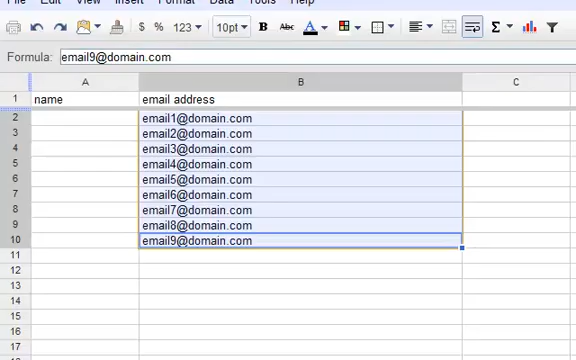 File Edit View Insert Format Data Tools Help
$ % 123 10pt B Abc A Σ
Formula: email9@domain.com
A B C
1 name email address
2 email1@domain.com
3 email2@domain.com
4 email3@domain.com
5 email4@domain.com
6 email5@domain.com
7 email6@domain.com
8 email7@domain.com
9 email8@domain.com
10 email9@domain.com
11
12
13
14
15
16
17